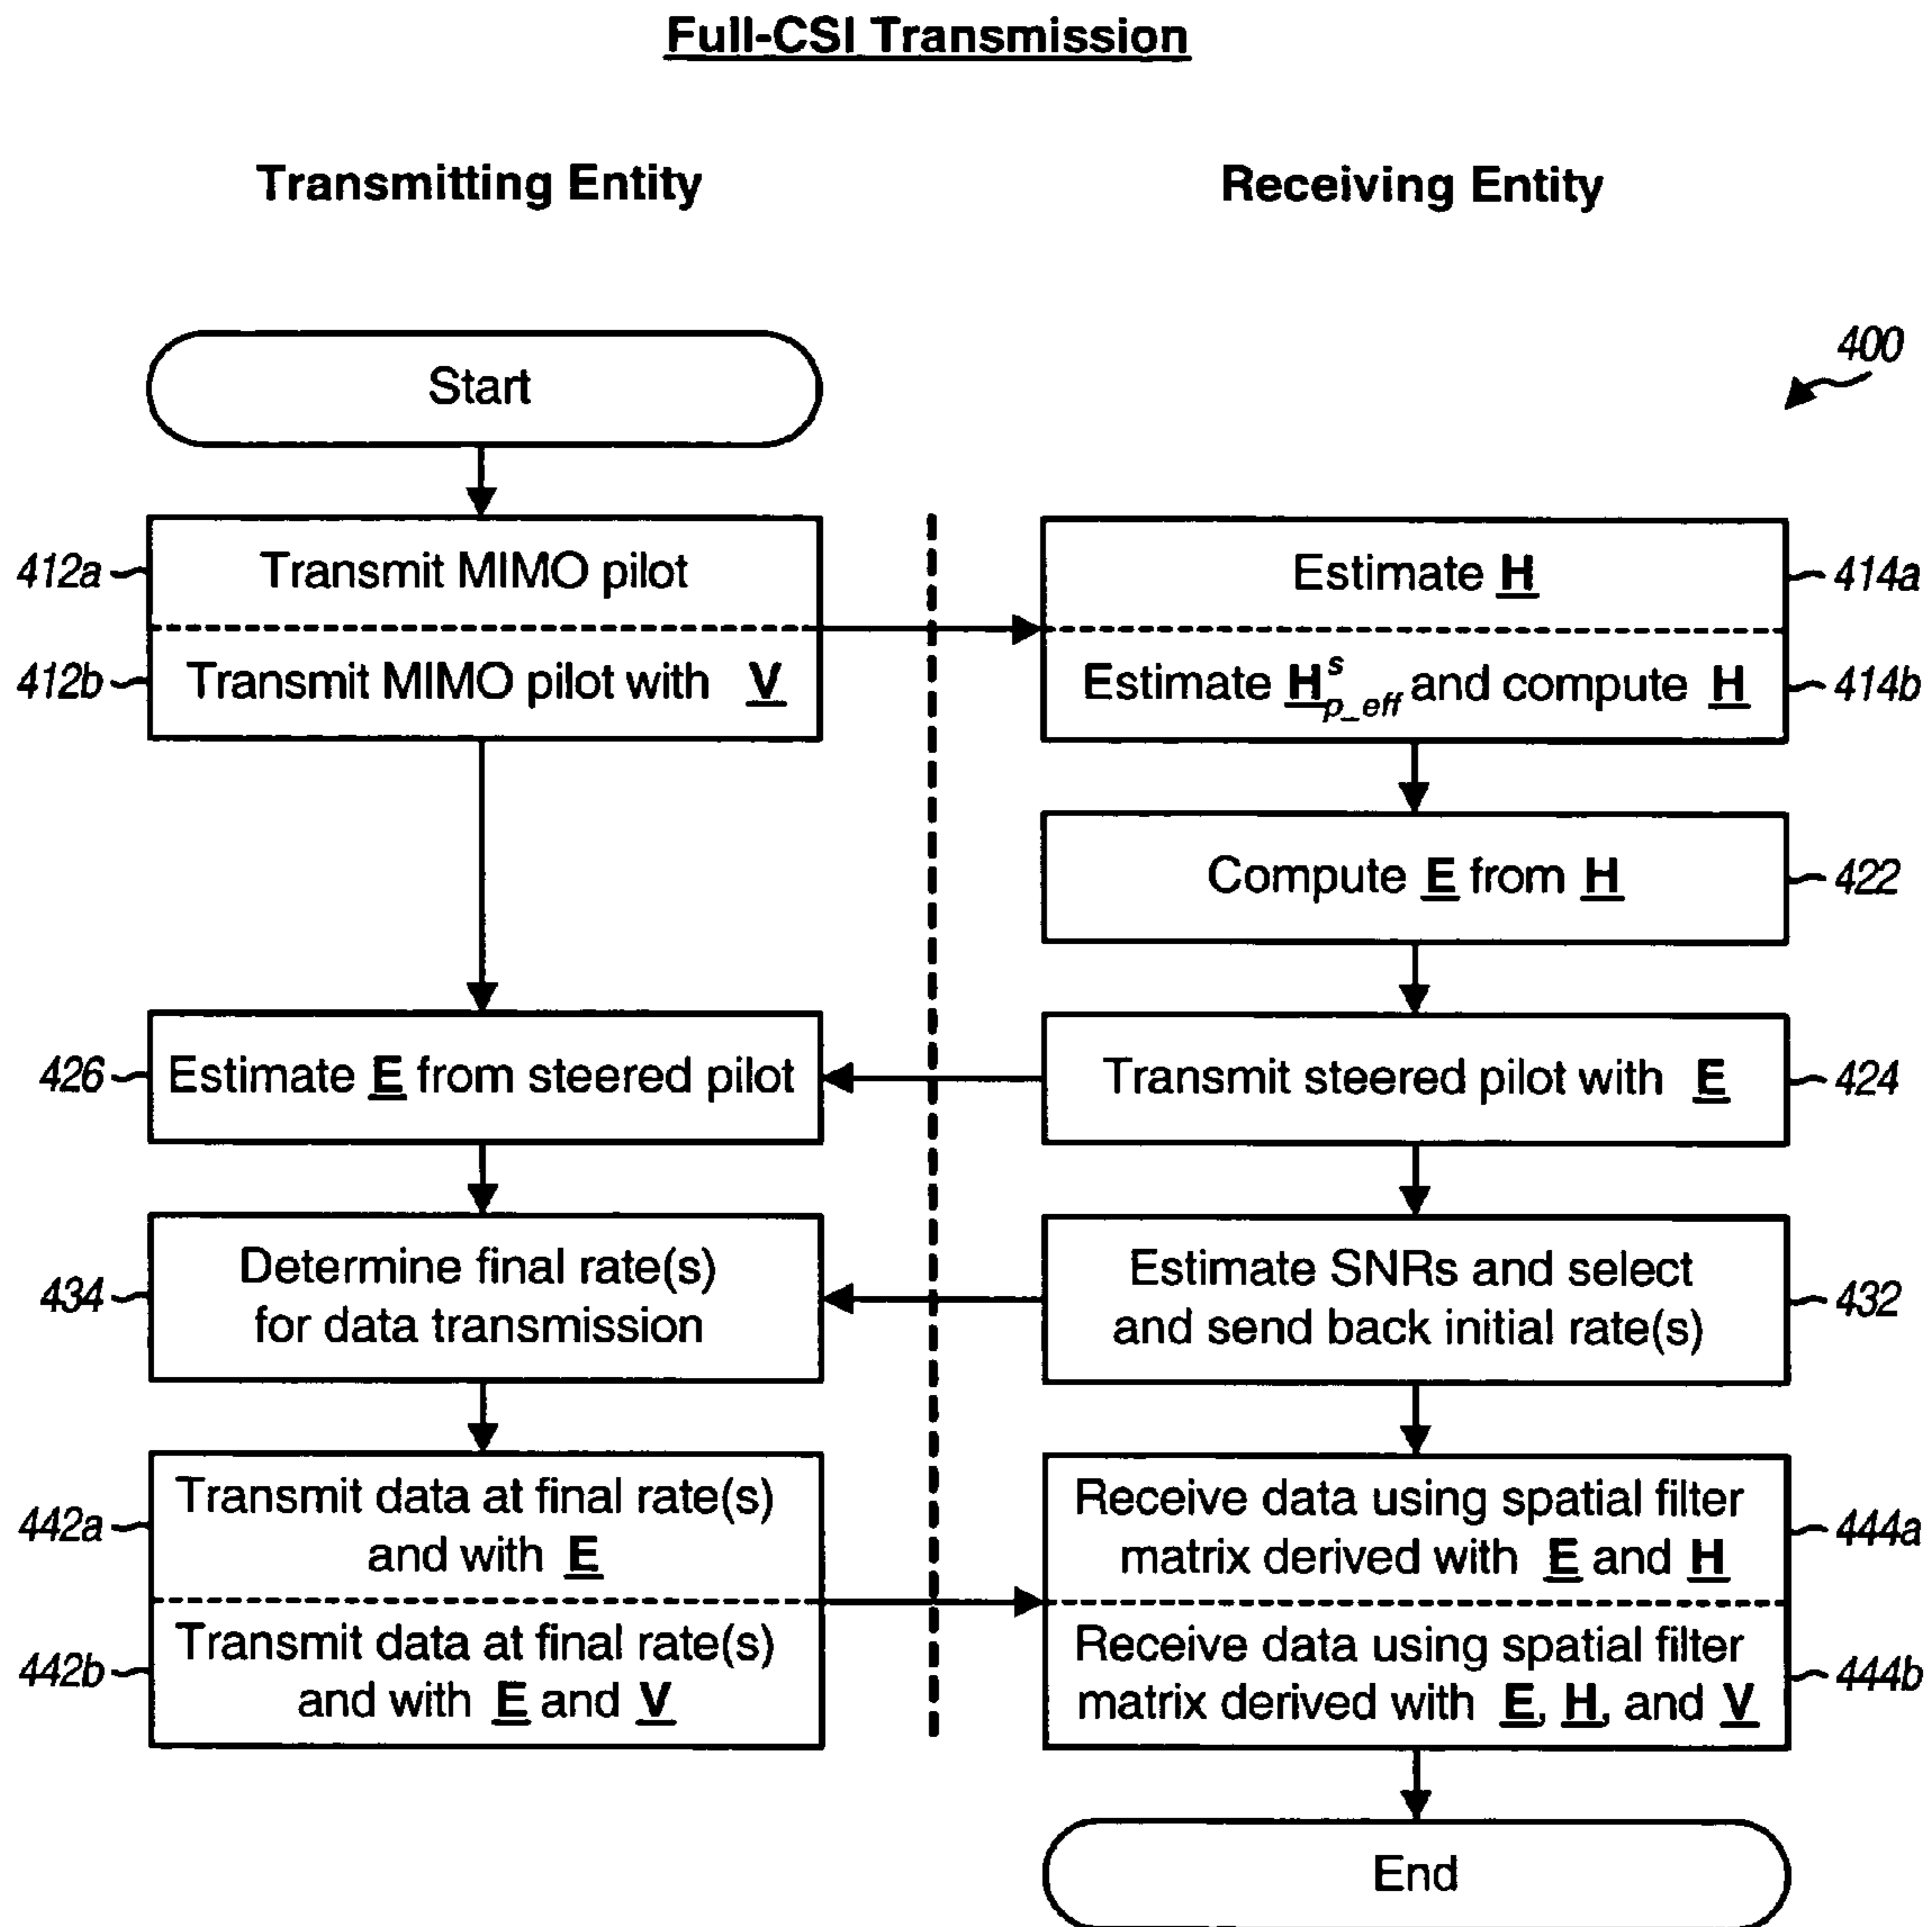 Full-CSI Transmission
Transmitting Entity
Receiving Entity
400
Start
412a
Transmit MIMO pilot
412b
Transmit MIMO pilot with V
Estimate H
414a
Estimate H^s_p_eff and compute H
414b
Compute E from H
422
426
Estimate E from steered pilot
Transmit steered pilot with E
424
434
Determine final rate(s)
for data transmission
Estimate SNRs and select
and send back initial rate(s)
432
442a
Transmit data at final rate(s)
and with E
442b
Transmit data at final rate(s)
and with E and V
Receive data using spatial filter
matrix derived with E and H
444a
Receive data using spatial filter
matrix derived with E, H, and V
444b
End